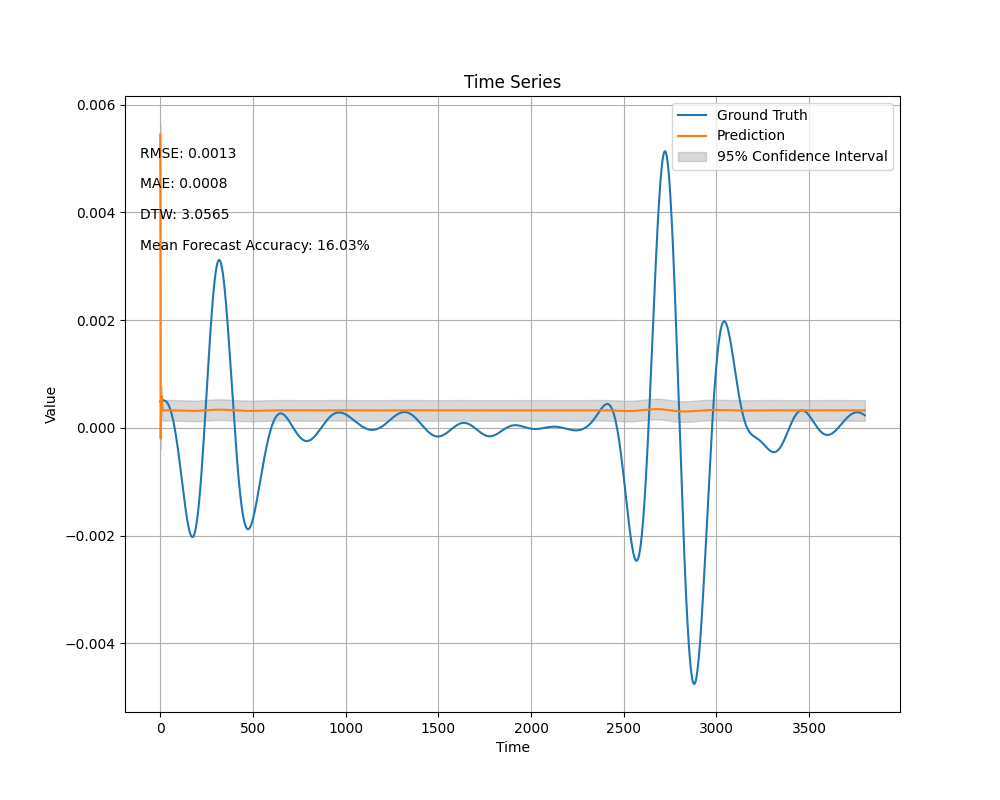 Time Series
Ground Truth
Prediction
95% Confidence Interval
RMSE: 0.0013
MAE: 0.0008
DTW: 3.0565
Mean Forecast Accuracy: 16.03%
Value
0.006
0.004
0.002
0.000
−0.002
−0.004
0 500 1000 1500 2000 2500 3000 3500
Time